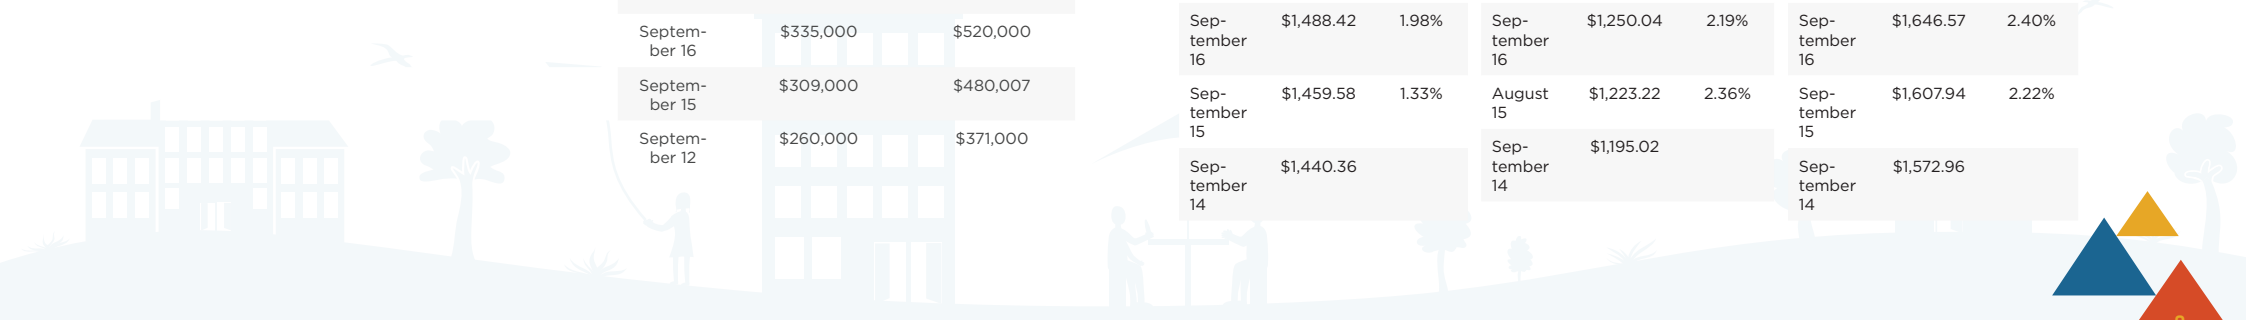 Septem- $335,000 $520,000
ber 16
Septem- $309,000 $480,007
ber 15
Septem- $260,000 $371,000
ber 12
Sep- $1,488.42 1.98%
tember
16
Sep- $1,459.58 1.33%
tember
15
Sep- $1,440.36
tember
14
Sep- $1,250.04 2.19%
tember
16
August $1,223.22 2.36%
15
Sep- $1,195.02
tember
14
Sep- $1,646.57 2.40%
tember
16
Sep- $1,607.94 2.22%
tember
15
Sep- $1,572.96
tember
14